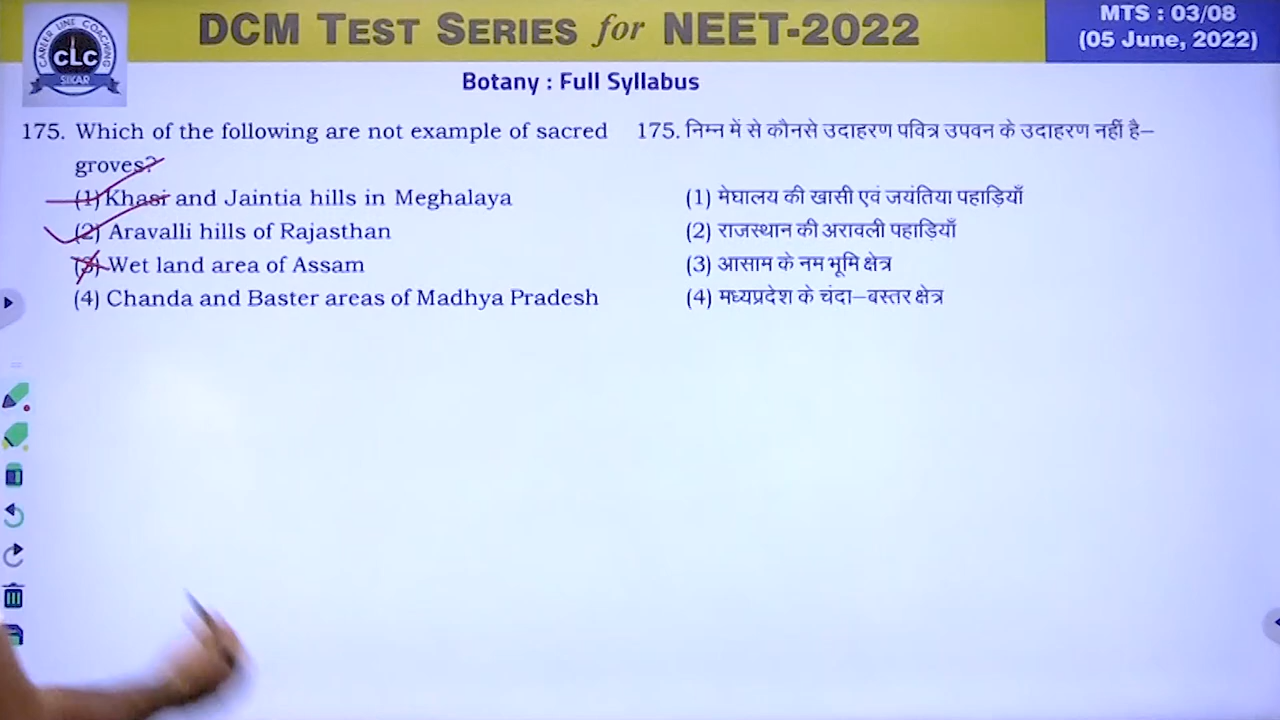 DCM TEST SERIES for NEET-2022
MTS : 03/08
(05 June, 2022)
CAREER LINE COACHING
CLC
SIKAR
Botany : Full Syllabus
175. Which of the following are not example of sacred
groves?
(1) Khasi and Jaintia hills in Meghalaya
(2) Aravalli hills of Rajasthan
(3) Wet land area of Assam
(4) Chanda and Baster areas of Madhya Pradesh
175. निम्न में से कौनसे उदाहरण पवित्र उपवन के उदाहरण नहीं है–
(1) मेघालय की खासी एवं जयंतिया पहाड़ियाँ
(2) राजस्थान की अरावली पहाड़ियाँ
(3) आसाम के नम भूमि क्षेत्र
(4) मध्यप्रदेश के चंदा–बस्तर क्षेत्र